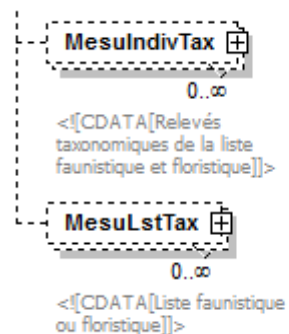 MesuIndivTax
0..∞
<![CDATA[Relevés
taxonomiques de la liste
faunistique et floristique]]>
MesuLstTax
0..∞
<![CDATA[Liste faunistique
ou floristique]]>